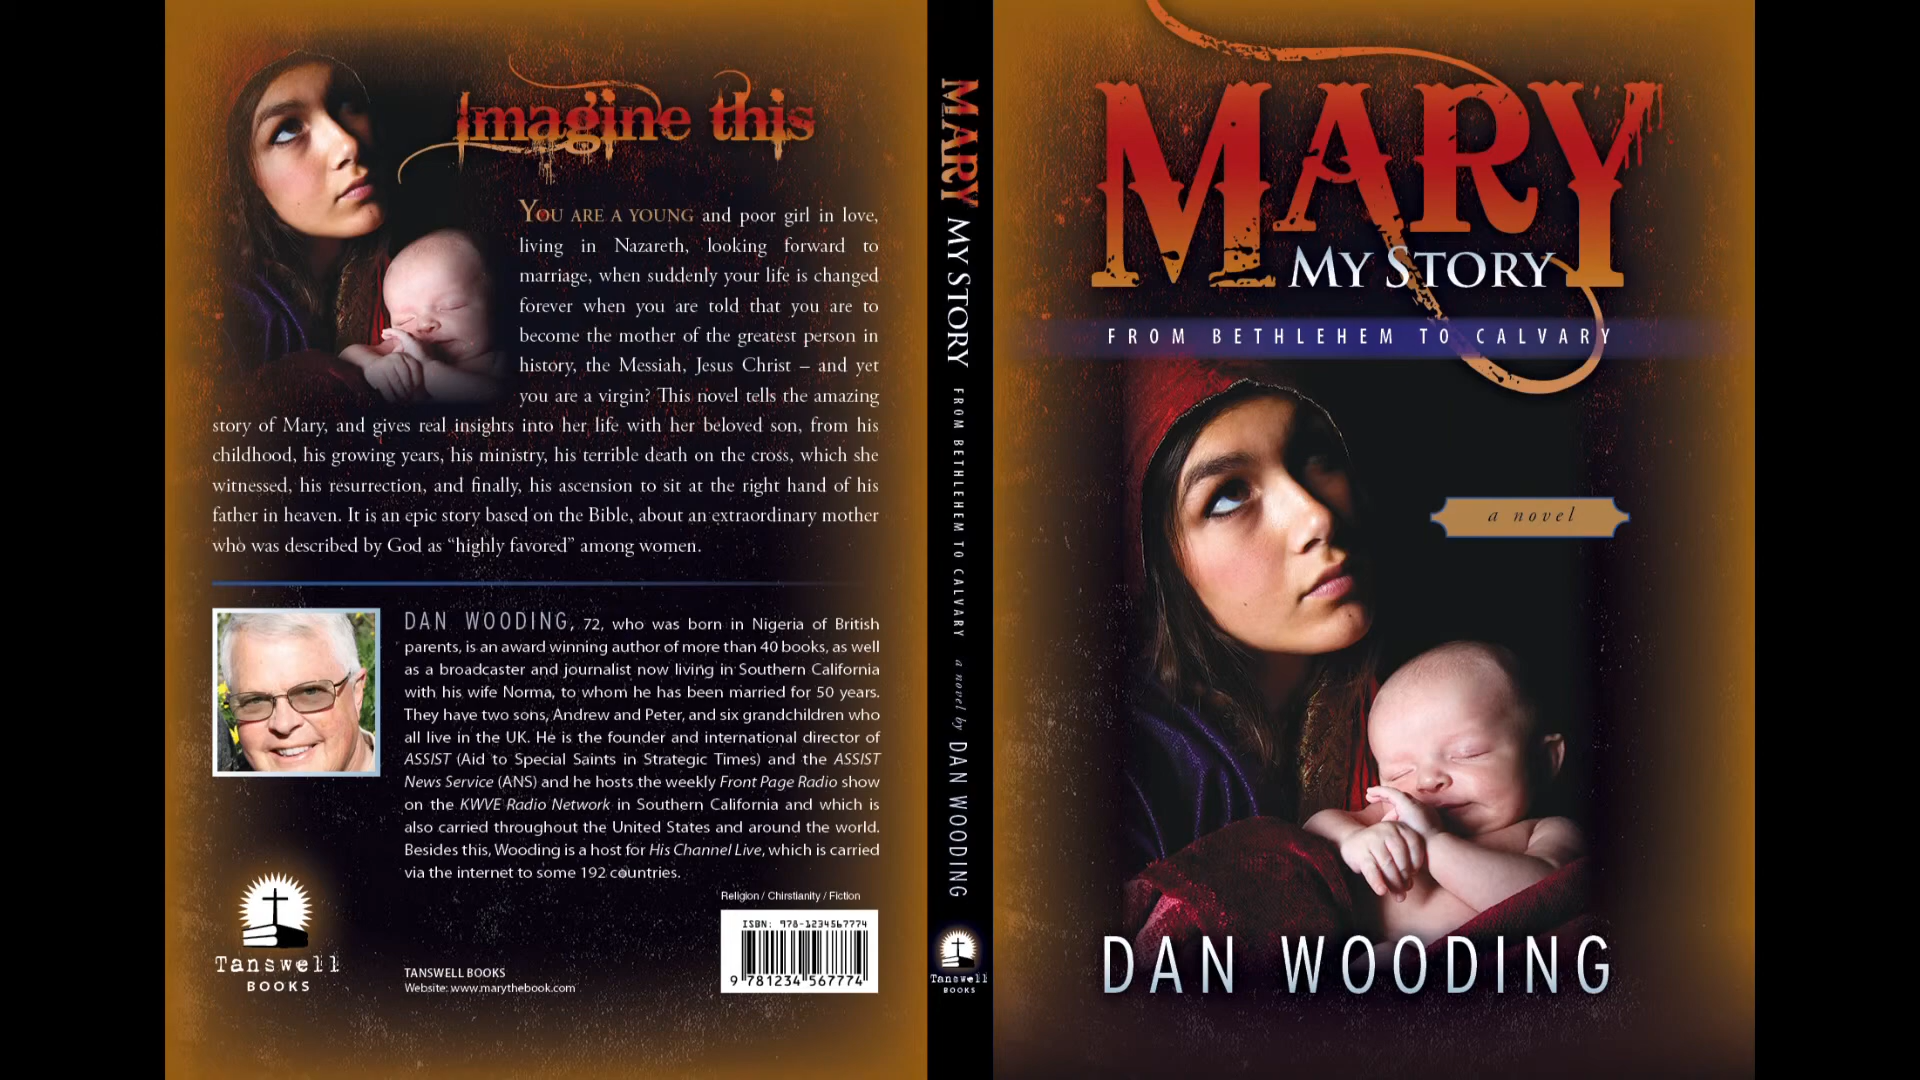 Imagine this
YOU ARE A YOUNG and poor girl in love,
living in Nazareth, looking forward to
marriage, when suddenly your life is changed
forever when you are told that you are to
become the mother of the greatest person in
history, the Messiah, Jesus Christ – and yet
you are a virgin? This novel tells the amazing
story of Mary, and gives real insights into her life with her beloved son, from his
childhood, his growing years, his ministry, his terrible death on the cross, which she
witnessed, his resurrection, and finally, his ascension to sit at the right hand of his
father in heaven. It is an epic story based on the Bible, about an extraordinary mother
who was described by God as “highly favored” among women.
DAN WOODING, 72, who was born in Nigeria of British
parents, is an award winning author of more than 40 books, as well
as a broadcaster and journalist now living in Southern California
with his wife Norma, to whom he has been married for 50 years.
They have two sons, Andrew and Peter, and six grandchildren who
all live in the UK. He is the founder and international director of
ASSIST (Aid to Special Saints in Strategic Times) and the ASSIST
News Service (ANS) and he hosts the weekly Front Page Radio show
on the KWVE Radio Network in Southern California and which is
also carried throughout the United States and around the world.
Besides this, Wooding is a host for His Channel Live, which is carried
via the internet to some 192 countries.
Religion / Chirstianity / Fiction
ISBN: 978-1234567774
9 781234 567774
Tanswell
BOOKS
TANSWELL BOOKS
Website: www.marythebook.com
MARY MY STORY FROM BETHLEHEM TO CALVARY a novel by DAN WOODING
Tanswell
BOOKS
MARY
MY STORY
FROM BETHLEHEM TO CALVARY
a novel
DAN WOODING